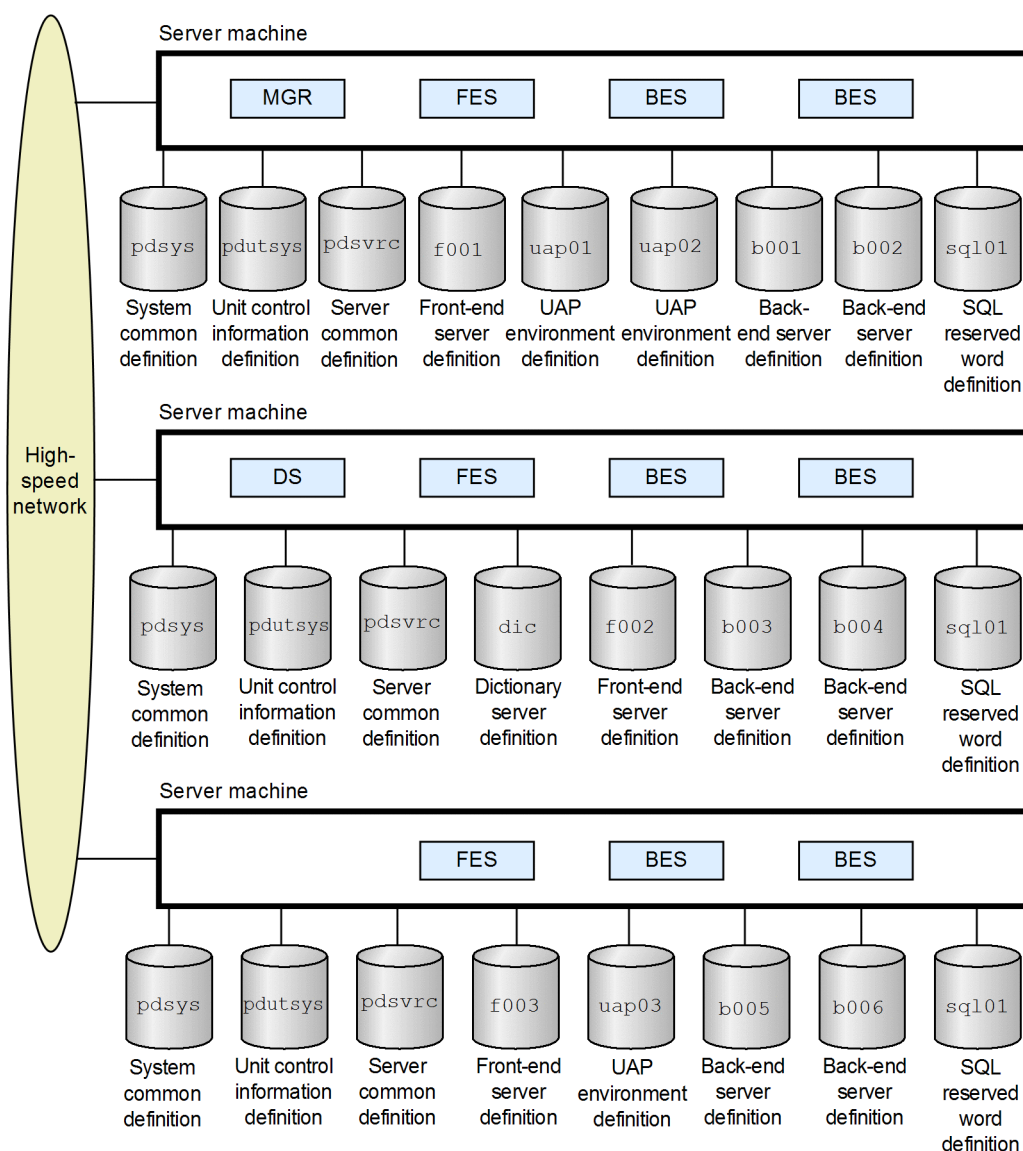 Server machine
MGR FES BES BES
pdsys pdutsys pdsvrc f001 uap01 uap02 b001 b002 sql01
System common definition
Unit control information definition
Server common definition
Front-end server definition
UAP environment definition
UAP environment definition
Back-end server definition
Back-end server definition
SQL reserved word definition
High-speed network
Server machine
DS FES BES BES
pdsys pdutsys pdsvrc dic f002 b003 b004 sql01
System common definition
Unit control information definition
Server common definition
Dictionary server definition
Front-end server definition
Back-end server definition
Back-end server definition
SQL reserved word definition
Server machine
FES BES BES
pdsys pdutsys pdsvrc f003 uap03 b005 b006 sql01
System common definition
Unit control information definition
Server common definition
Front-end server definition
UAP environment definition
Back-end server definition
Back-end server definition
SQL reserved word definition